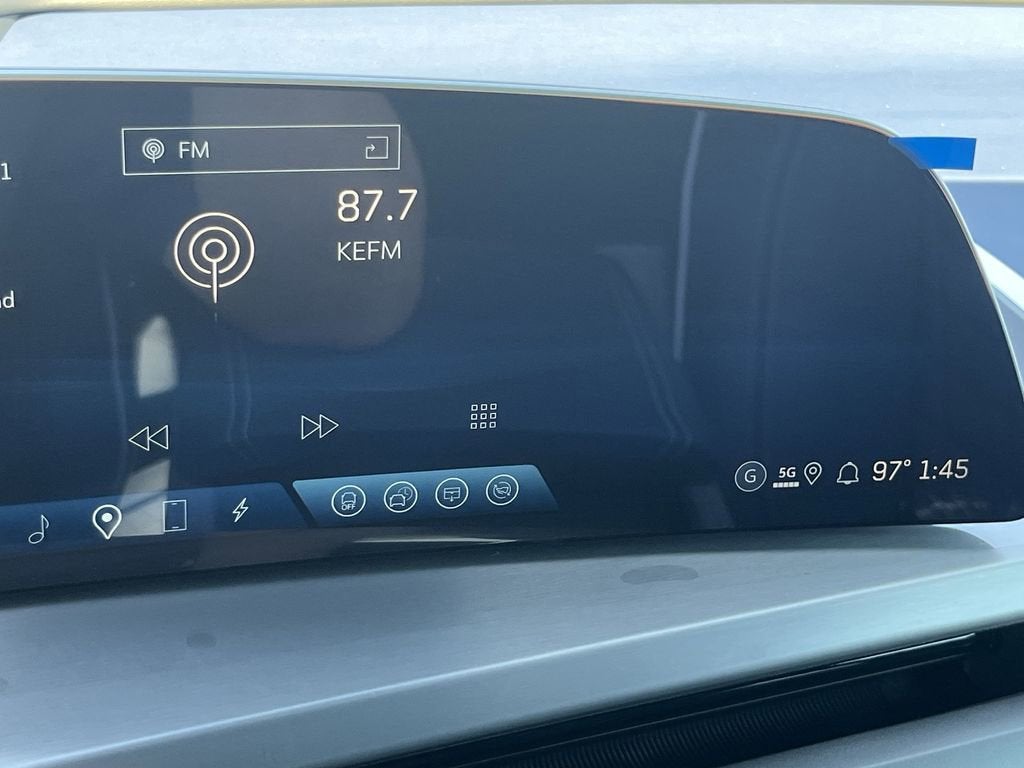 1
FM
87.7
KEFM
nd
OFF
G 5G 97° 1:45